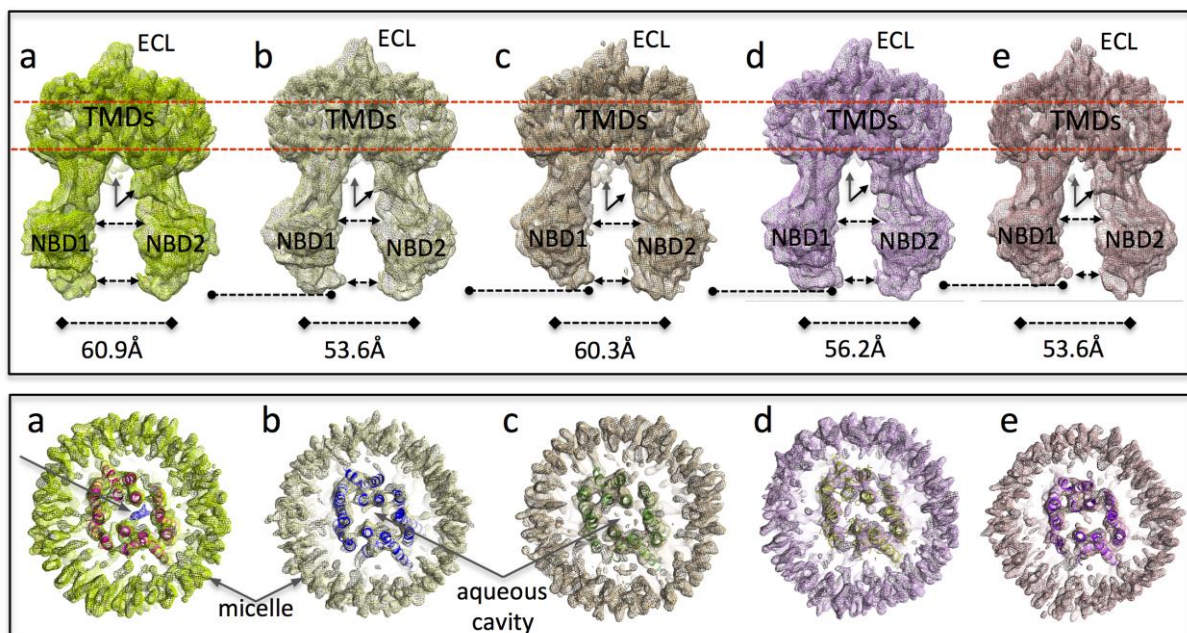 a b c d e
ECL ECL ECL ECL ECL
TMDs TMDs TMDs TMDs TMDs
NBD1 NBD2 NBD1 NBD2 NBD1 NBD2 NBD1 NBD2 NBD1 NBD2
60.9Å 53.6Å 60.3Å 56.2Å 53.6Å
a b c d e
micelle
aqueous
cavity